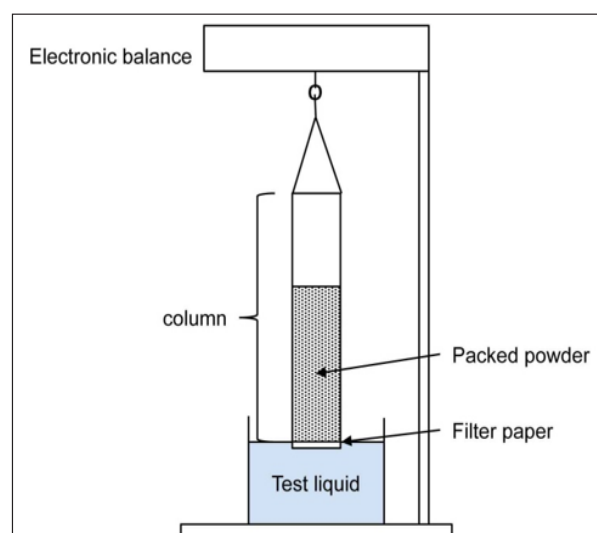 Electronic balance
column
Packed powder
Filter paper
Test liquid